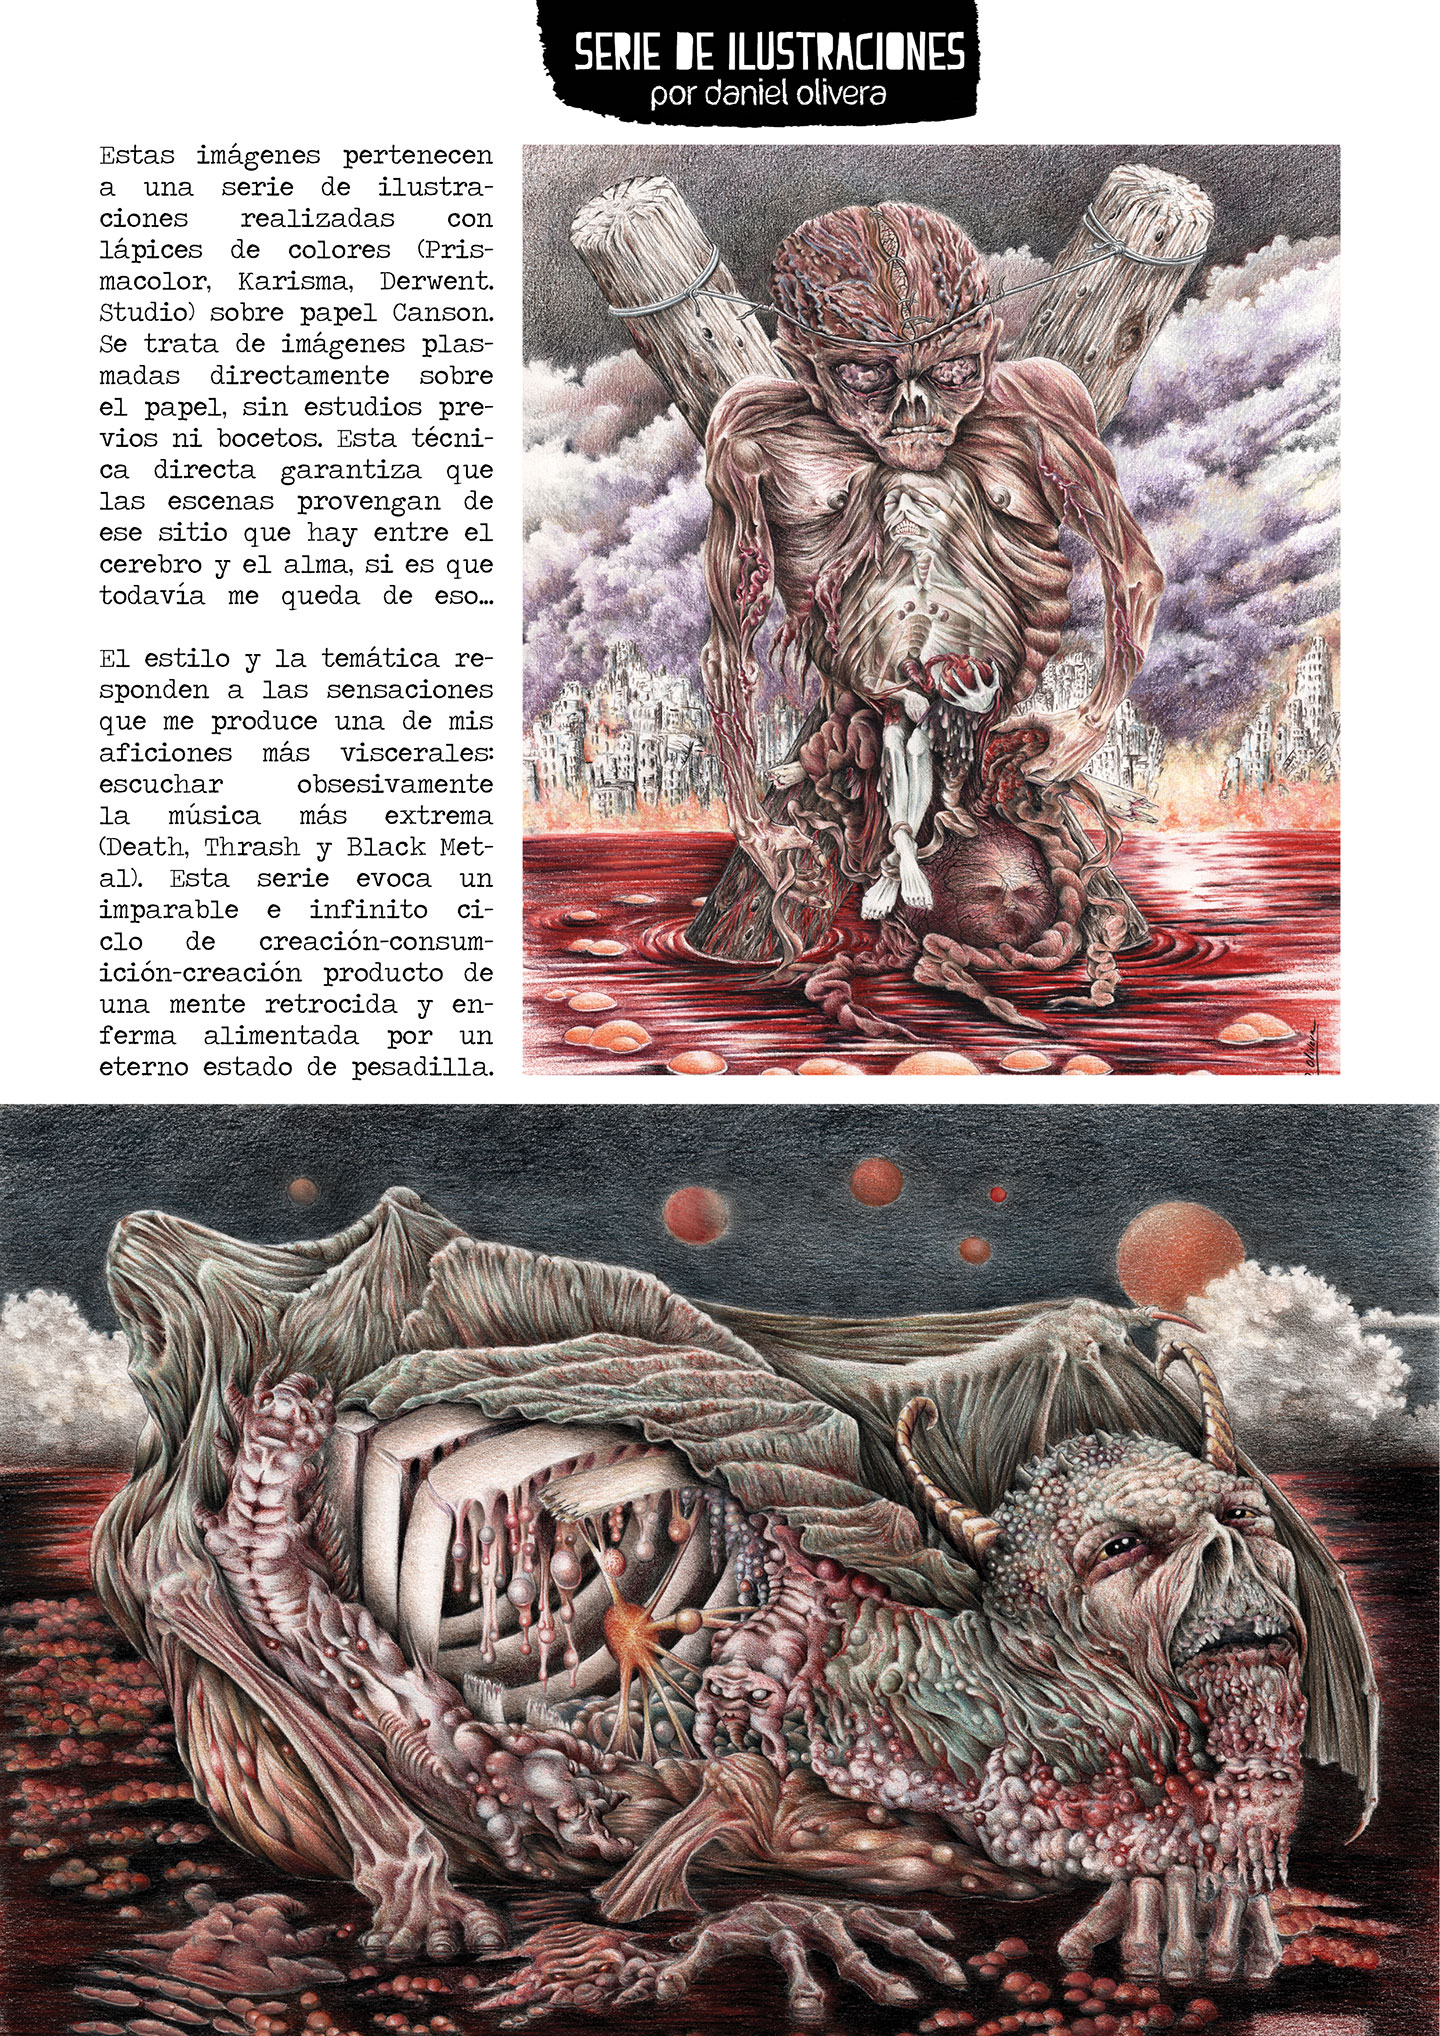 SERIE DE ILUSTRACIONES
por daniel olivera
Estas imágenes pertenecen
a una serie de ilustra-
ciones realizadas con
lápices de colores (Pris-
macolor, Karisma, Derwent.
Studio) sobre papel Canson.
Se trata de imágenes plas-
madas directamente sobre
el papel, sin estudios pre-
vios ni bocetos. Esta técni-
ca directa garantiza que
las escenas provengan de
ese sitio que hay entre el
cerebro y el alma, si es que
todavía me queda de eso...
El estilo y la temática re-
sponden a las sensaciones
que me produce una de mis
aficiones más viscerales:
escuchar obsesivamente
la música más extrema
(Death, Thrash y Black Met-
al). Esta serie evoca un
imparable e infinito ci-
clo de creación-consum-
ición-creación producto de
una mente retrocida y en-
ferma alimentada por un
eterno estado de pesadilla.
D Olivera